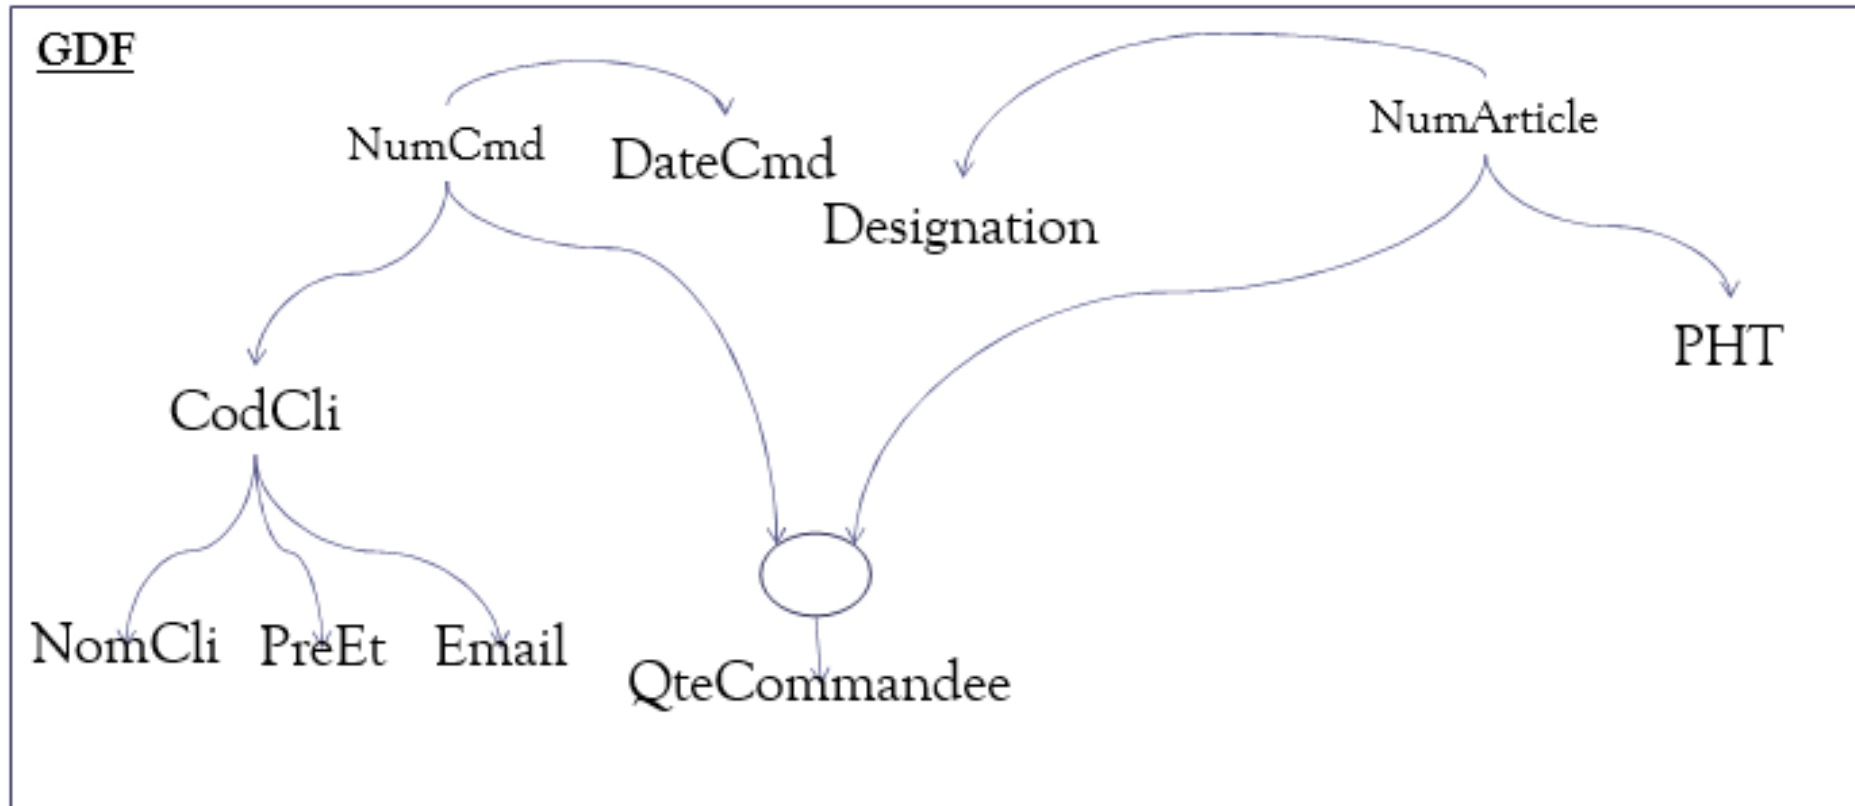 GDF
NumCmd
DateCmd
NumArticle
Designation
PHT
CodCli
NomCli
PreEt
Email
QteCommandee